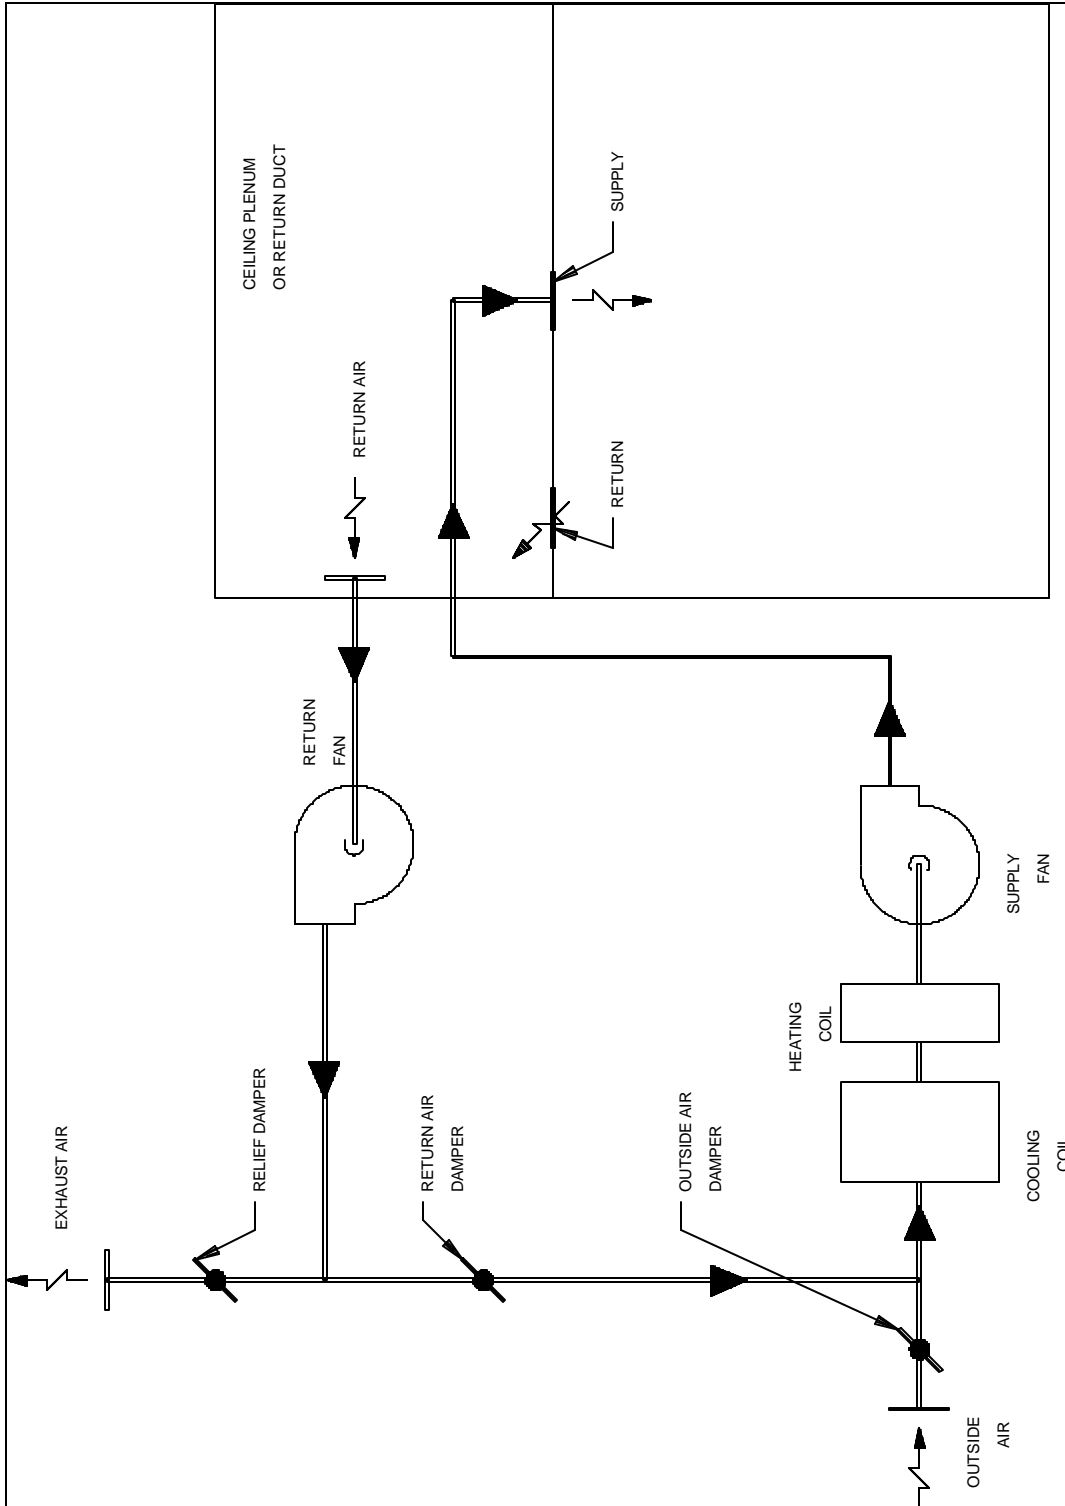 CEILING PLENUM
OR RETURN DUCT
SUPPLY
RETURN AIR
RETURN
RETURN
FAN
SUPPLY
FAN
HEATING
COIL
COOLING
COIL
EXHAUST AIR
RELIEF DAMPER
RETURN AIR
DAMPER
OUTSIDE AIR
DAMPER
OUTSIDE
AIR